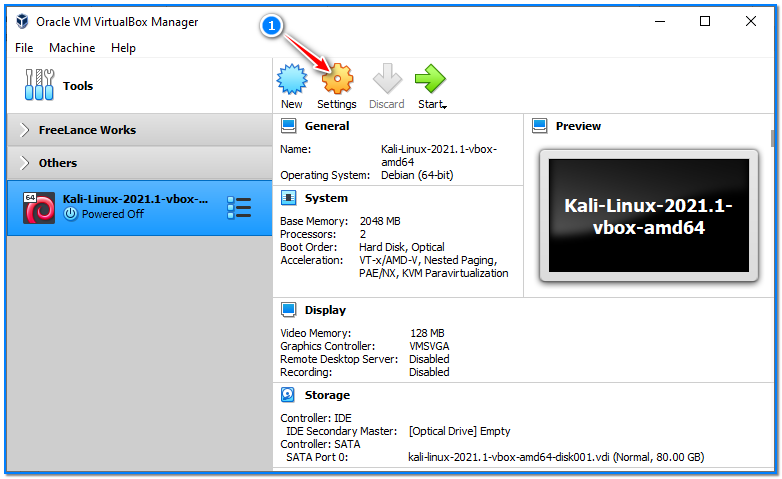 Oracle VM VirtualBox Manager
File Machine Help
1
Tools
New Settings Discard Start
FreeLance Works
Others
64
Kali-Linux-2021.1-vbox-...
Powered Off
General
Name: Kali-Linux-2021.1-vbox-
amd64
Operating System: Debian (64-bit)
System
Base Memory: 2048 MB
Processors: 2
Boot Order: Hard Disk, Optical
Acceleration: VT-x/AMD-V, Nested Paging,
PAE/NX, KVM Paravirtualization
Preview
Kali-Linux-2021.1-
vbox-amd64
Display
Video Memory: 128 MB
Graphics Controller: VMSVGA
Remote Desktop Server: Disabled
Recording: Disabled
Storage
Controller: IDE
IDE Secondary Master: [Optical Drive] Empty
Controller: SATA
SATA Port 0: kali-linux-2021.1-vbox-amd64-disk001.vdi (Normal, 80.00 GB)